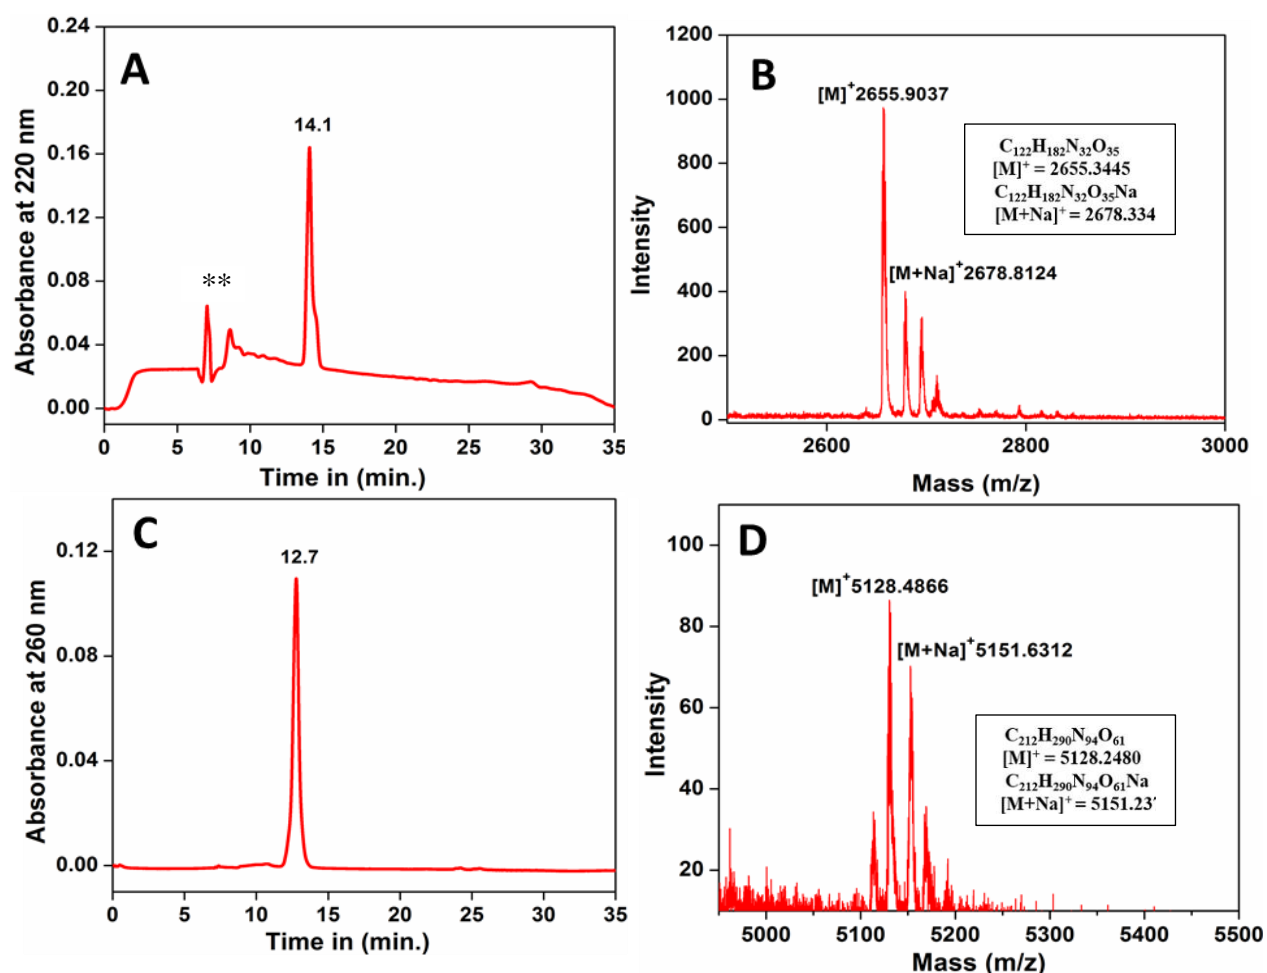 A
0.24
0.20
0.16
0.12
0.08
0.04
0.00
Absorbance at 220 nm
14.1
**
0 5 10 15 20 25 30 35
Time in (min.)
B
1200
1000
800
600
400
200
0
Intensity
[M]⁺2655.9037
[M+Na]⁺2678.8124
C₁₂₂H₁₈₂N₃₂O₃₅
[M]⁺ = 2655.3445
C₁₂₂H₁₈₂N₃₂O₃₅Na
[M+Na]⁺ = 2678.334
2600 2800 3000
Mass (m/z)
C
0.12
0.08
0.04
0.00
Absorbance at 260 nm
12.7
0 5 10 15 20 25 30 35
Time in (min.)
D
100
80
60
40
20
Intensity
[M]⁺5128.4866
[M+Na]⁺5151.6312
C₂₁₂H₂₉₀N₉₄O₆₁
[M]⁺ = 5128.2480
C₂₁₂H₂₉₀N₉₄O₆₁Na
[M+Na]⁺ = 5151.23
5000 5100 5200 5300 5400 5500
Mass (m/z)